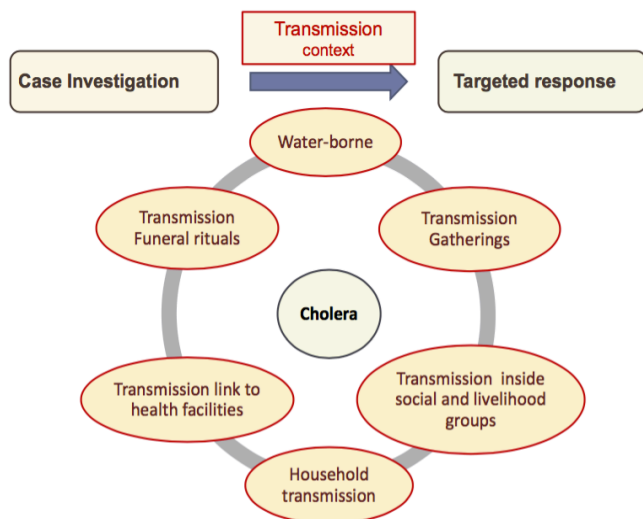 Transmission
context
Case Investigation
Targeted response
Water-borne
Transmission
Funeral rituals
Transmission
Gatherings
Cholera
Transmission link to
health facilities
Transmission inside
social and livelihood
groups
Household
transmission